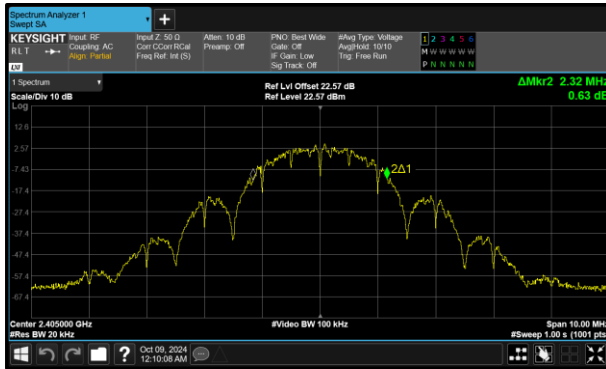 Spectrum Analyzer 1
Swept SA
KEYSIGHT
RLT
LXI
Input: RF
Coupling: AC
Align: Partial
Input Z: 50 Ω
Corr CCorr RCal
Freq Ref: Int (S)
Atten: 10 dB
Preamp: Off
PNO: Best Wide
Gate: Off
IF Gain: Low
Sig Track: Off
#Avg Type: Voltage
Avg|Hold: 10/10
Trig: Free Run
1 2 3 4 5 6
M W W W W W
P N N N N N
1 Spectrum
Scale/Div 10 dB
Ref Lvl Offset 22.57 dB
Ref Level 22.57 dBm
ΔMkr2 2.32 MHz
0.63 dB
Log
12.6
2.57
-7.43
-17.4
-27.4
-37.4
-47.4
-57.4
-67.4
2Δ1
Center 2.405000 GHz
#Res BW 20 kHz
#Video BW 100 kHz
Span 10.00 MHz
#Sweep 1.00 s (1001 pts)
?
Oct 09, 2024
12:10:08 AM